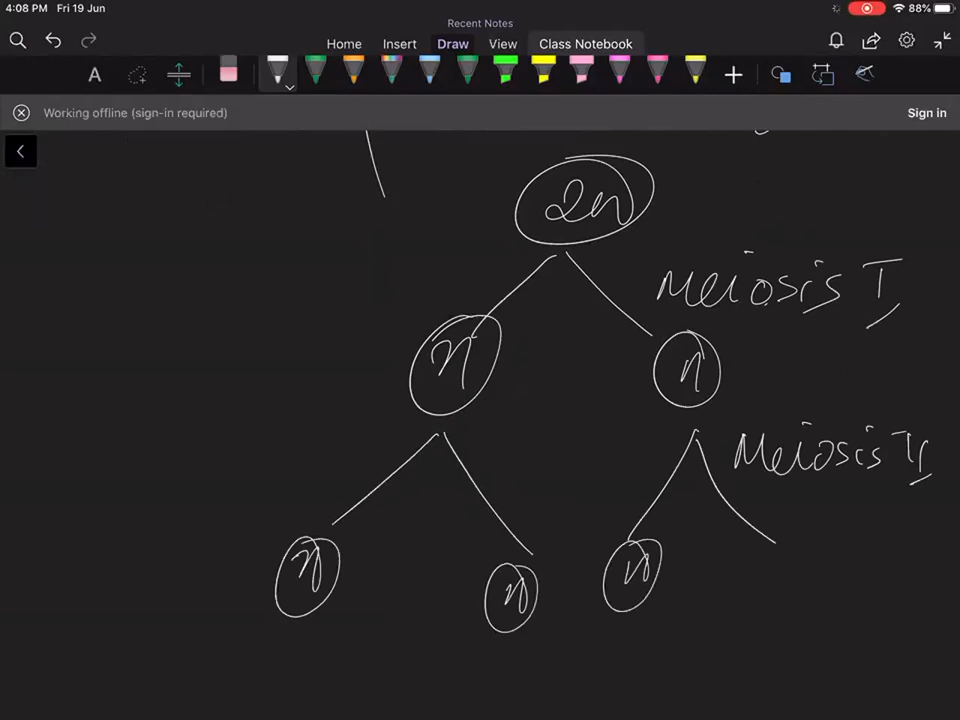 4:08 PM Fri 19 Jun
88%
Recent Notes
Home Insert Draw View Class Notebook
A
Working offline (sign-in required) Sign in
2n
Meiosis I
n n
Meiosis II
n n n